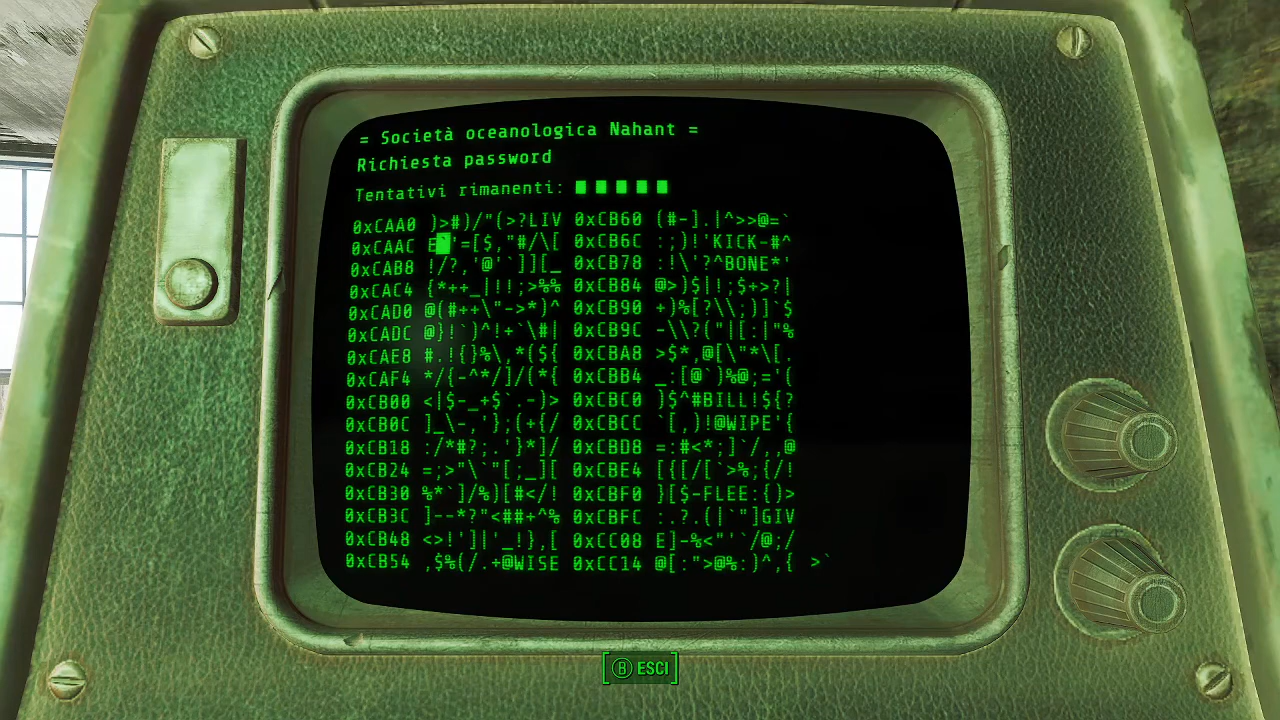 = Società oceanologica Nahant =
Richiesta password
Tentativi rimanenti: ■ ■ ■ ■ ■
0xCAA0 )>#)/"(>?LIV 0xCB60 (#-].|^>>@=`
0xCAAC E`'=[$,"#/\[ 0xCB6C :;)!'KICK-#^
0xCAB8 !/?,'@'`]][_ 0xCB78 :!\'?^BONE*'
0xCAC4 {*++_|!!;>%% 0xCB84 @>)$|!;$+>?|
0xCAD0 @(#++\"->*)^ 0xCB90 +)%[?\\;)]`$
0xCADC @}!`)^!+`\#| 0xCB9C -\\?("|[:|"%
0xCAE8 #.!{}%\,*(${ 0xCBA8 >$*,@[\"*\[.
0xCAF4 */{-^*/]/(*{ 0xCBB4 _:[@`)%@;='(
0xCB00 <|$-_+$`.-)> 0xCBC0 )$^#BILL!${?
0xCB0C ]_\-,'};(+{/ 0xCBCC `[,)!@WIPE'{
0xCB18 :/*#?;.'}*]/ 0xCBD8 =:#<*;]`/,,@
0xCB24 =;>"\`"[;_][ 0xCBE4 [{[/[`>%;{/!
0xCB30 %*`]/%)[#</! 0xCBF0 }[$-FLEE:{)>
0xCB3C ]--*?"<##+^% 0xCBFC :.?.(|`"]GIV
0xCB48 <>!']|'_!},[ 0xCC08 E]-%<"'`/@;/
0xCB54 ,$%(/.+@WISE 0xCC14 @[:">@%:)^,{ >`
[Ⓑ ESCI]